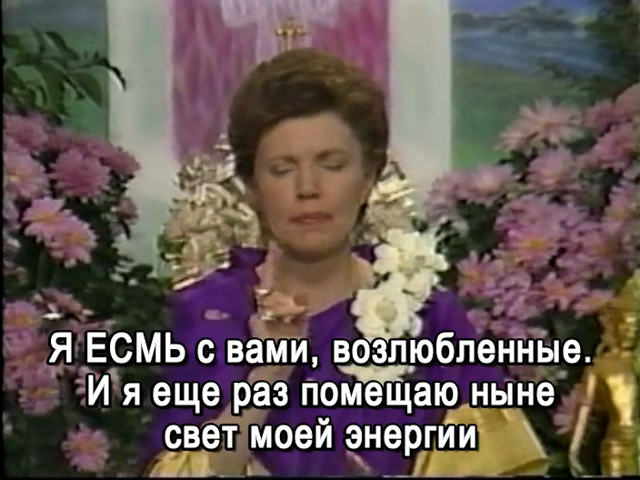 Я ЕСМЬ с вами, возлюбленные.
И я еще раз помещаю ныне
свет моей энергии